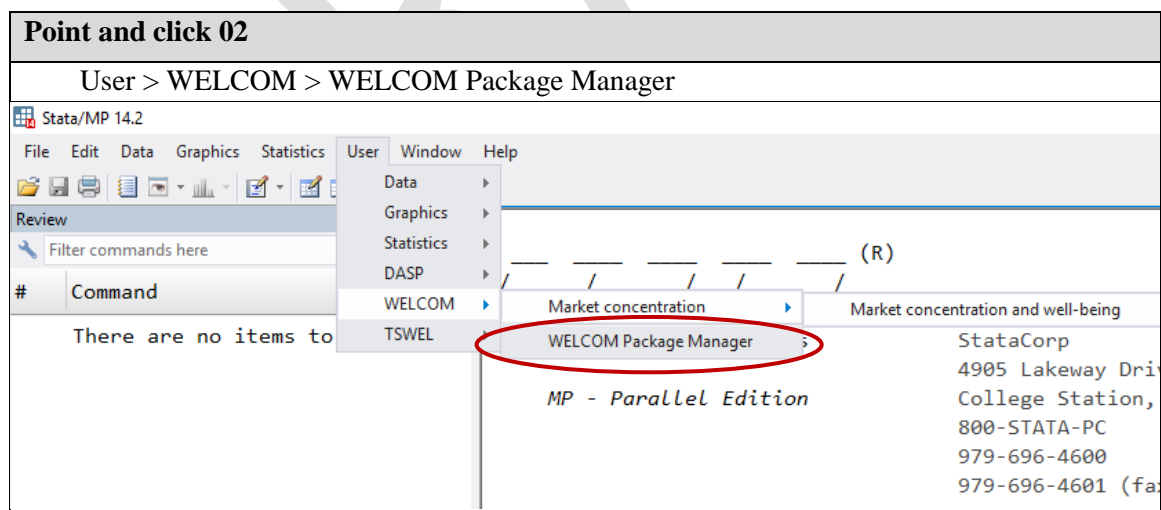 Point and click 02
User > WELCOM > WELCOM Package Manager
Stata/MP 14.2
File Edit Data Graphics Statistics User Window Help
Data
Review
Graphics
Filter commands here
Statistics
(R)
DASP
# Command
WELCOM
Market concentration
Market concentration and well-being
There are no items to
TSWEL
WELCOM Package Manager
StataCorp
4905 Lakeway Dri
MP - Parallel Edition
College Station,
800-STATA-PC
979-696-4600
979-696-4601 (fa